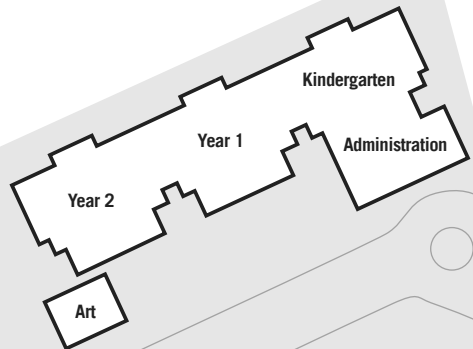 Kindergarten
Year 1
Administration
Year 2
Art